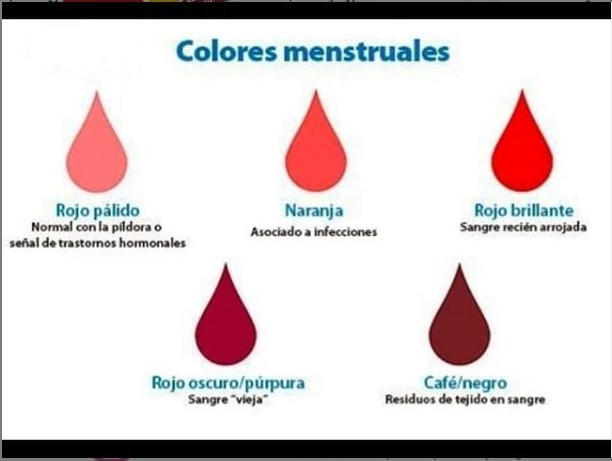 Colores menstruales
Rojo pálido
Normal con la píldora o
señal de trastornos hormonales
Naranja
Asociado a infecciones
Rojo brillante
Sangre recién arrojada
Rojo oscuro/púrpura
Sangre "vieja"
Café/negro
Residuos de tejido en sangre